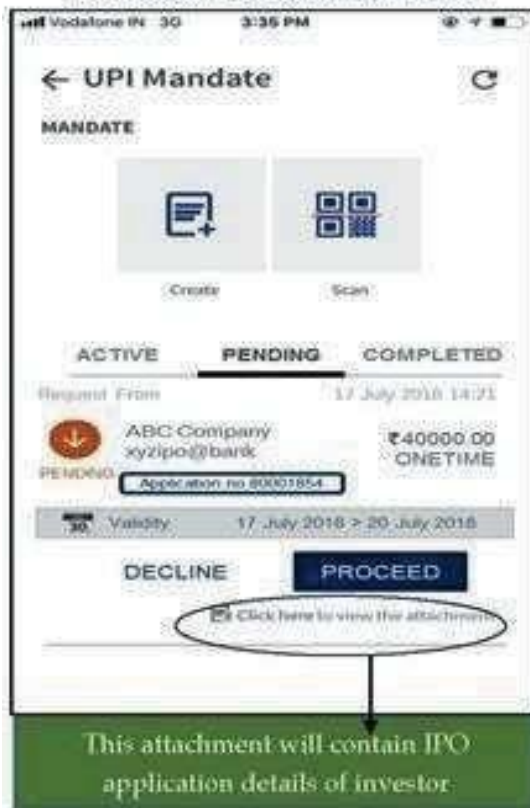 Vodafone IN 3G 3:35 PM
← UPI Mandate
MANDATE
Create Scan
ACTIVE PENDING COMPLETED
Request From 17 July 2018 14:21
ABC Company ₹40000.00
xyzipo@bank ONETIME
PENDING
Application no 80001854
30 Validity 17 July 2018 > 20 July 2018
DECLINE PROCEED
Click here to view the attachment
This attachment will contain IPO
application details of investor